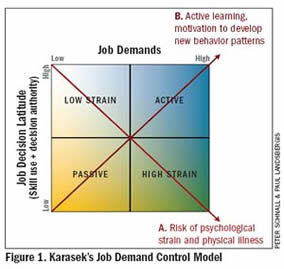 B. Active learning,
motivation to develop
new behavior patterns
Job Demands
Low
High
Job Decision Latitude
(Skill use + decision authority)
High
Low
LOW STRAIN
ACTIVE
PASSIVE
HIGH STRAIN
A. Risk of psychological
strain and physical illness
PETER SCHNALL & PAUL LANDSBERGIS
Figure 1. Karasek's Job Demand Control Model